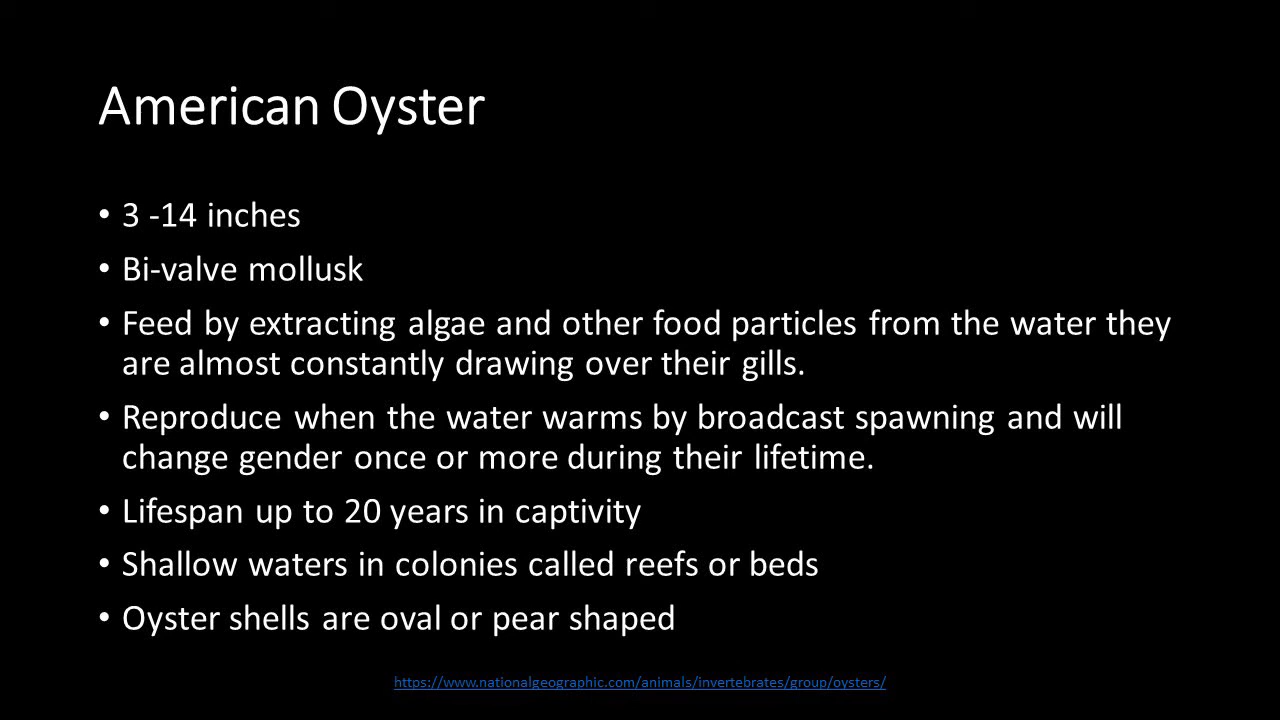 American Oyster
• 3 -14 inches
• Bi-valve mollusk
• Feed by extracting algae and other food particles from the water they
are almost constantly drawing over their gills.
• Reproduce when the water warms by broadcast spawning and will
change gender once or more during their lifetime.
• Lifespan up to 20 years in captivity
• Shallow waters in colonies called reefs or beds
• Oyster shells are oval or pear shaped
https://www.nationalgeographic.com/animals/invertebrates/group/oysters/